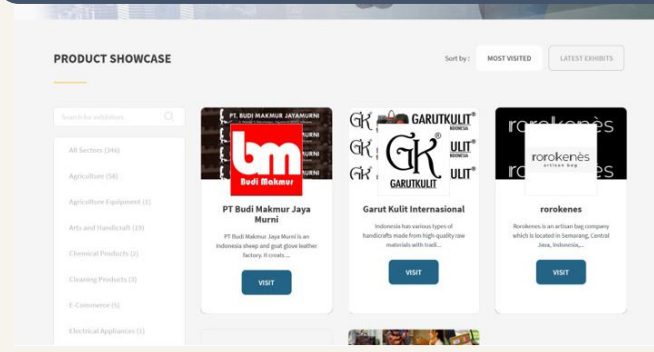 PRODUCT SHOWCASE
Sort by :
MOST VISITED
LATEST EXHIBITS
Search for exhibitors
All Sectors (346)
Agriculture (58)
Agriculture Equipment (1)
Arts and Handicraft (19)
Chemical Products (2)
Cleaning Products (3)
E-Commerce (5)
Electrical Appliances (1)
PT. BUDI MAKMUR JAYAMURNI
bm
Budi Makmur
PT Budi Makmur Jaya
Murni
PT Budi Makmur Jaya Murni is an
indonesia sheep and goat glove leather
factory. It creats ...
VISIT
GK
GARUTKULIT
INDONESIA
GK
GARUTKULIT
Garut Kulit Internasional
Indonesia has various types of
handicrafts made from high-quality raw
materials with tradi...
VISIT
rorokenès
rorokenès
artisan bag
rorokenes
Rorokenes is an artisan bag company
which is located in Semarang, Central
Java, Indonesia,...
VISIT